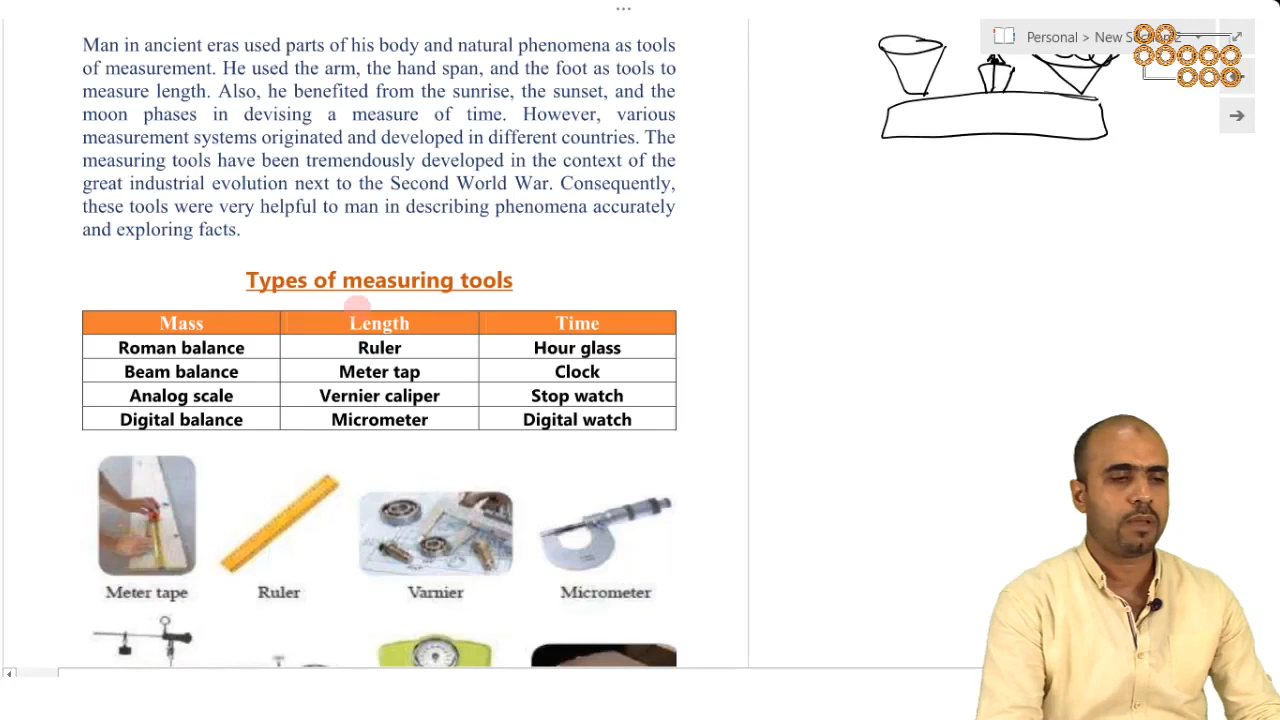 Personal > New Section 2
Man in ancient eras used parts of his body and natural phenomena as tools
of measurement. He used the arm, the hand span, and the foot as tools to
measure length. Also, he benefited from the sunrise, the sunset, and the
moon phases in devising a measure of time. However, various
measurement systems originated and developed in different countries. The
measuring tools have been tremendously developed in the context of the
great industrial evolution next to the Second World War. Consequently,
these tools were very helpful to man in describing phenomena accurately
and exploring facts.
Types of measuring tools
Mass Length Time
Roman balance Ruler Hour glass
Beam balance Meter tap Clock
Analog scale Vernier caliper Stop watch
Digital balance Micrometer Digital watch
Meter tape Ruler Varnier Micrometer